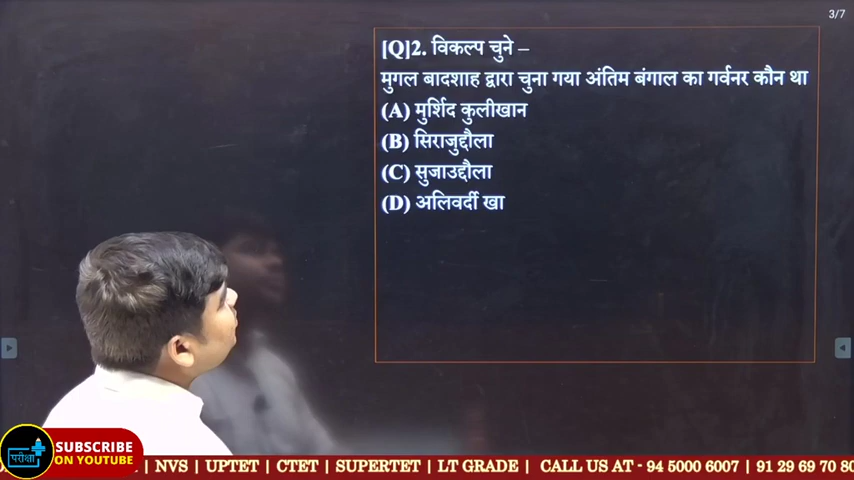 3/7
[Q]2. विकल्प चुने –
मुगल बादशाह द्वारा चुना गया अंतिम बंगाल का गर्वनर कौन था
(A) मुर्शिद कुलीखान
(B) सिराजुद्दौला
(C) सुजाउद्दौला
(D) अलिवर्दी खा
परीक्षा
SUBSCRIBE
ON YOUTUBE
| NVS | UPTET | CTET | SUPERTET | LT GRADE | CALL US AT - 94 5000 6007 | 91 29 69 70 80